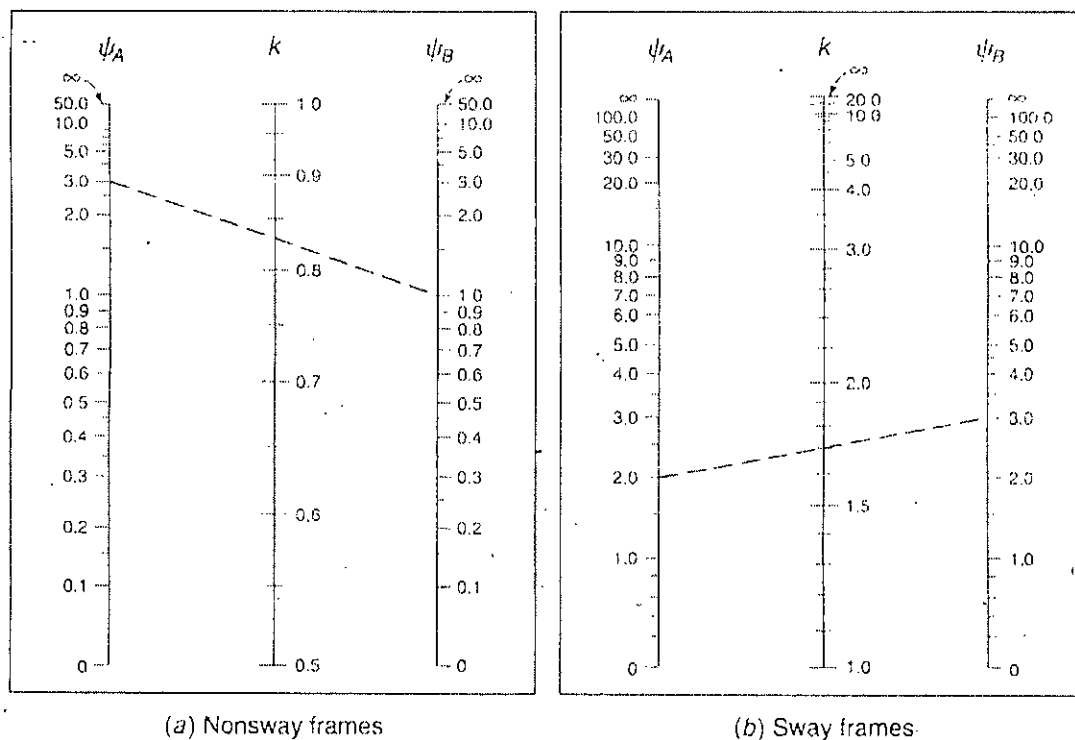 ψA k ψB
∞ ∞
50.0 1.0 50.0
10.0 10.0
5.0 5.0
0.9
3.0 3.0
2.0 2.0
0.8
1.0 1.0
0.9 0.9
0.8 0.8
0.7 0.7
0.7
0.6 0.6
0.5 0.5
0.4 0.4
0.3 0.3
0.6
0.2 0.2
0.1 0.1
0 0.5 0
(a) Nonsway frames
ψA k ψB
∞
∞ 20.0 ∞
100.0 10.0 100.0
50.0 50.0
30.0 5.0 30.0
20.0 4.0 20.0
10.0 3.0 10.0
9.0 9.0
8.0 8.0
7.0 7.0
6.0 6.0
5.0 5.0
4.0 2.0 4.0
3.0 3.0
2.0 2.0
1.5
1.0 1.0
0 1.0 0
(b) Sway frames